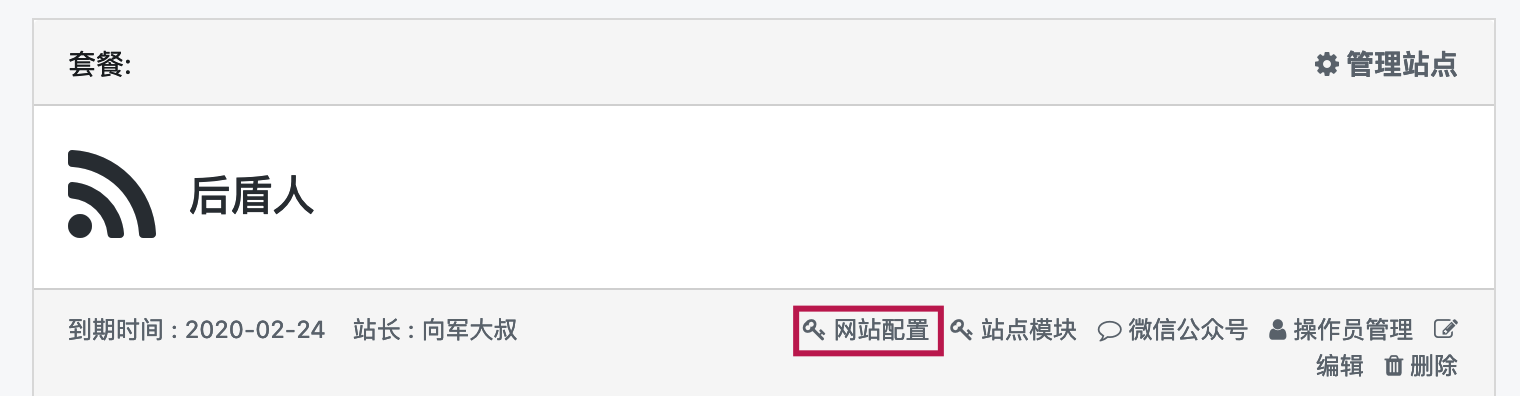 套餐:
管理站点
后盾人
到期时间 : 2020-02-24 站长 : 向军大叔
网站配置 站点模块 微信公众号 操作员管理
编辑 删除